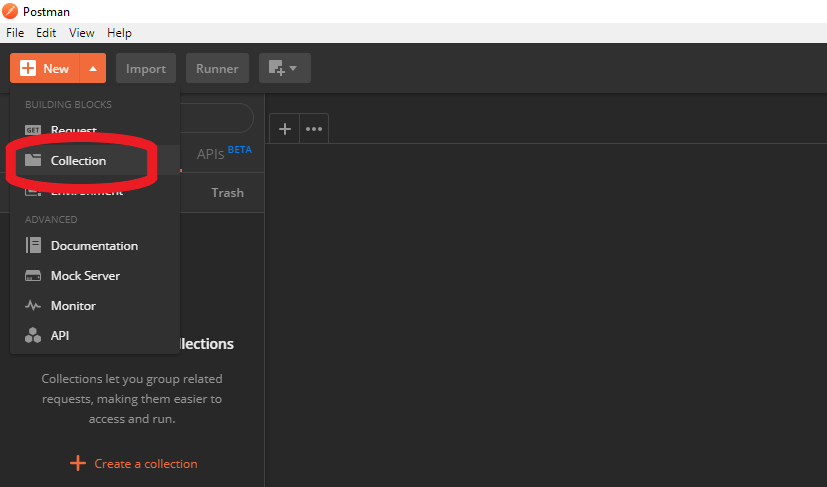 Postman
File Edit View Help
New Import Runner
BUILDING BLOCKS
GET Request
Collection
APIs BETA
Environment
Trash
ADVANCED
Documentation
Mock Server
Monitor
API
llections
Collections let you group related
requests, making them easier to
access and run.
+ Create a collection